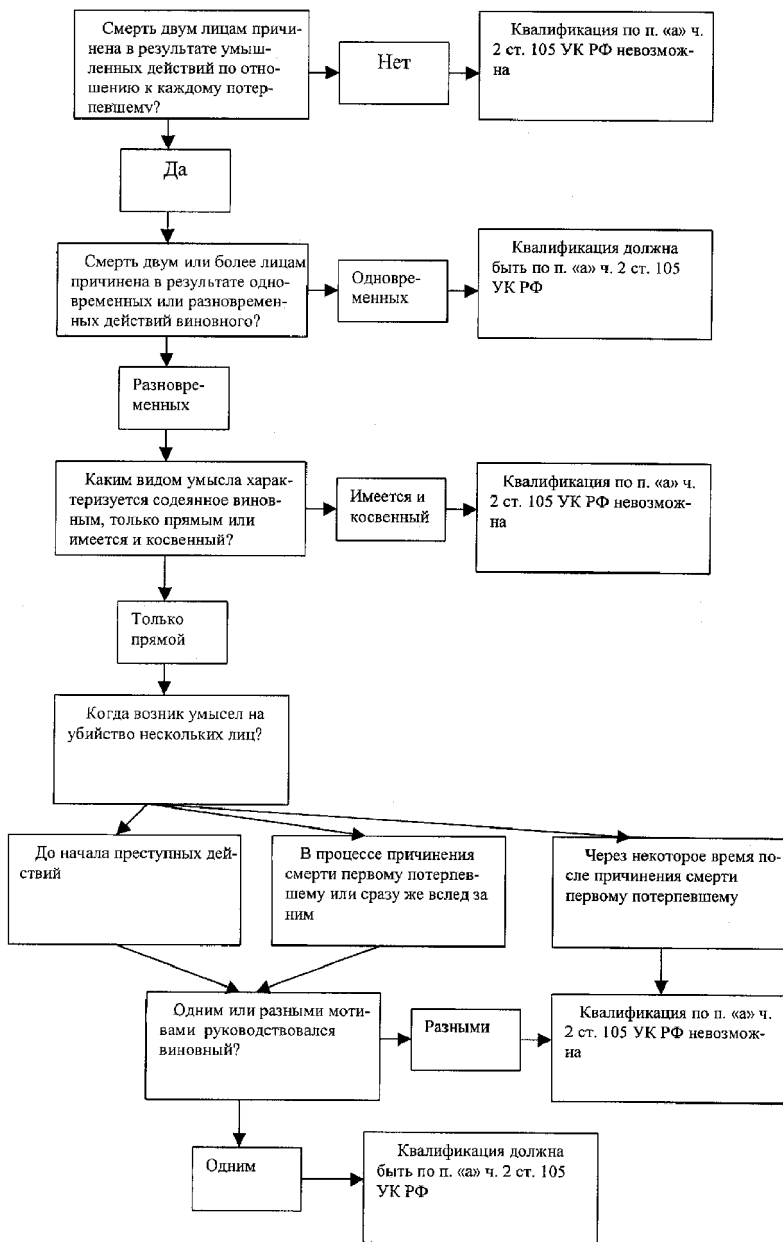 Смерть двум лицам причи-
нена в результате умыш-
ленных действий по отно-
шению к каждому потер-
певшему?
Нет
Квалификация по п. «а» ч.
2 ст. 105 УК РФ невозмож-
на
Да
Смерть двум или более лицам
причинена в результате одно-
временных или разновремен-
ных действий виновного?
Одновре-
менных
Квалификация должна
быть по п. «а» ч. 2 ст. 105
УК РФ
Разновре-
менных
Каким видом умысла харак-
теризуется содеянное винов-
ным, только прямым или
имеется и косвенный?
Имеется и
косвенный
Квалификация по п. «а» ч.
2 ст. 105 УК РФ невозмож-
на
Только
прямой
Когда возник умысел на
убийство нескольких лиц?
До начала преступных дей-
ствий
В процессе причинения
смерти первому потерпев-
шему или сразу же вслед за
ним
Через некоторое время по-
сле причинения смерти
первому потерпевшему
Одним или разными моти-
вами руководствовался
виновный?
Разными
Квалификация по п. «а» ч.
2 ст. 105 УК РФ невозмож-
на
Одним
Квалификация должна
быть по п. «а» ч. 2 ст. 105
УК РФ